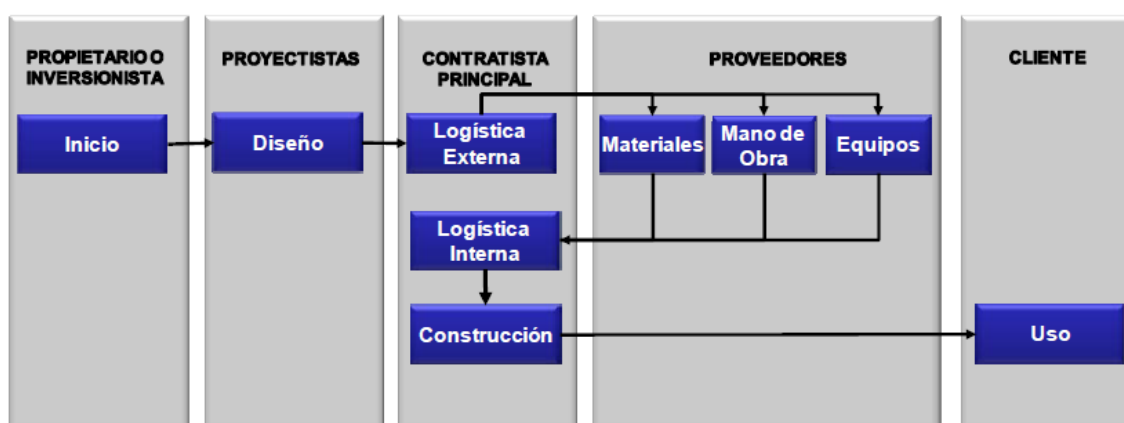 PROPIETARIO O
INVERSIONISTA
PROYECTISTAS
CONTRATISTA
PRINCIPAL
PROVEEDORES
CLIENTE
Inicio
Diseño
Logística
Externa
Materiales
Mano de
Obra
Equipos
Logística
Interna
Construcción
Uso